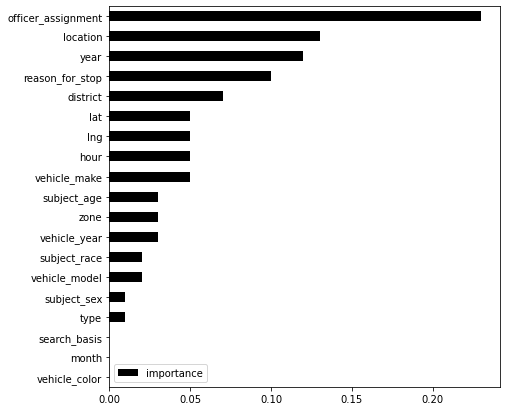 officer_assignment
location
year
reason_for_stop
district
lat
lng
hour
vehicle_make
subject_age
zone
vehicle_year
subject_race
vehicle_model
subject_sex
type
search_basis
month
vehicle_color
importance
0.00 0.05 0.10 0.15 0.20